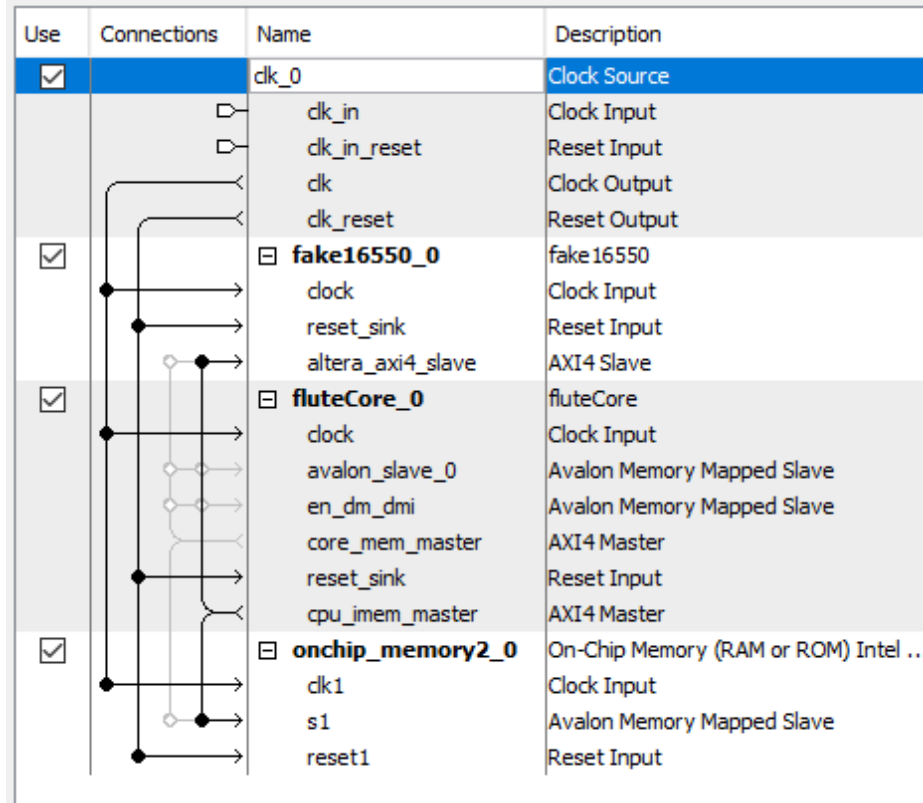 Use Connections Name Description
clk_0 Clock Source
clk_in Clock Input
clk_in_reset Reset Input
clk Clock Output
clk_reset Reset Output
fake16550_0 fake16550
clock Clock Input
reset_sink Reset Input
altera_axi4_slave AXI4 Slave
fluteCore_0 fluteCore
clock Clock Input
avalon_slave_0 Avalon Memory Mapped Slave
en_dm_dmi Avalon Memory Mapped Slave
core_mem_master AXI4 Master
reset_sink Reset Input
cpu_imem_master AXI4 Master
onchip_memory2_0 On-Chip Memory (RAM or ROM) Intel ...
clk1 Clock Input
s1 Avalon Memory Mapped Slave
reset1 Reset Input